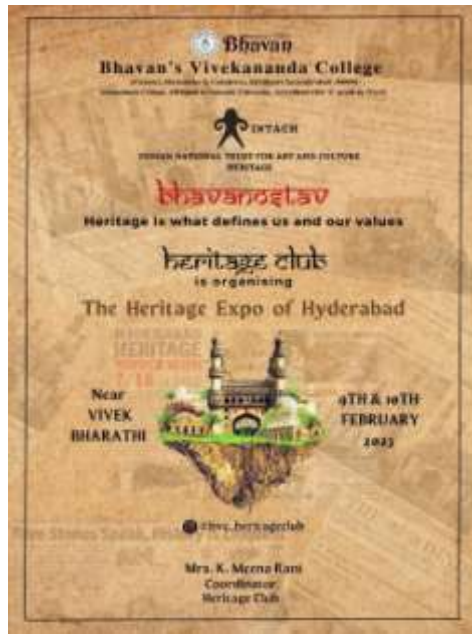 Bhavan
Bhavan's Vivekananda College
INTACH
INDIAN NATIONAL TRUST FOR ART AND CULTURE
HERITAGE
bhavanostav
Heritage is what defines us and our values
heritage club
is organising
The Heritage Expo of Hyderabad
HERITAGE
Near
VIVEK
BHARATHI
9TH & 10TH
FEBRUARY
2023
@bvc_heritageclub
Mrs. K. Meena Rani
Coordinator
Heritage Club